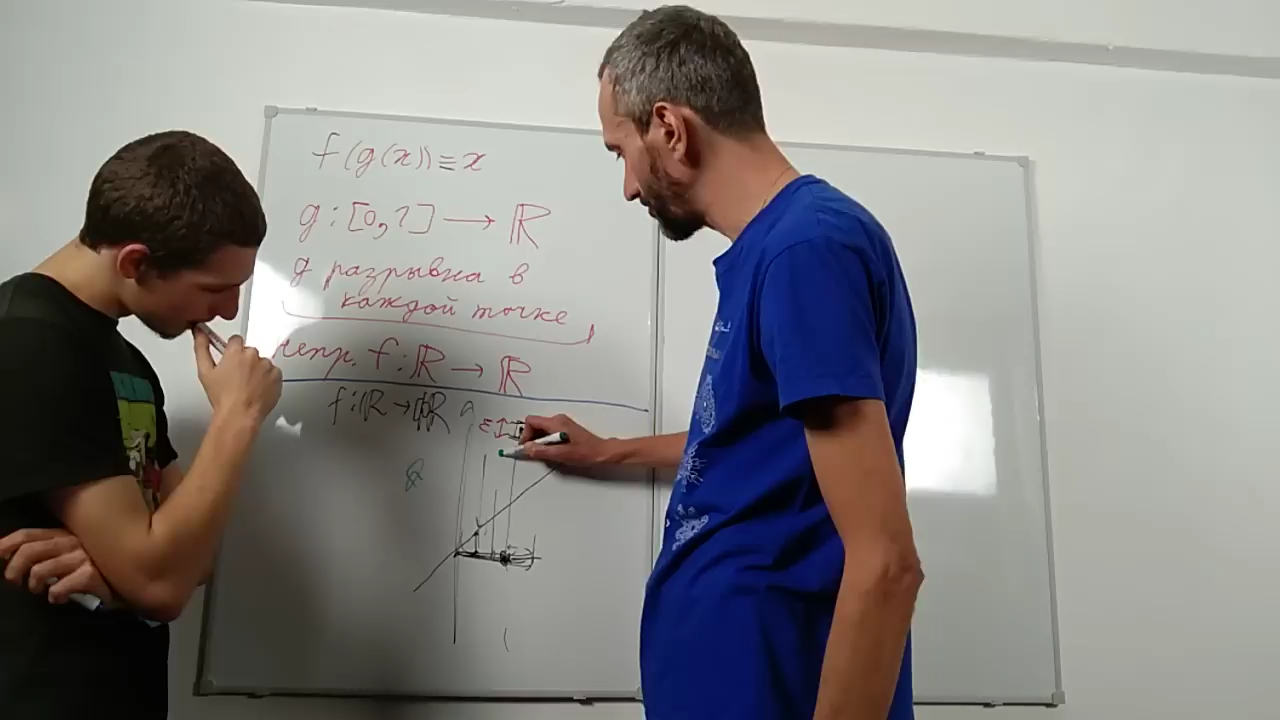 f(g(x))≡x
g : [0,1] → ℝ
g разрывна в
каждой точке
непр. f : ℝ → ℝ
f : ℝ → ℝ
ε
Q